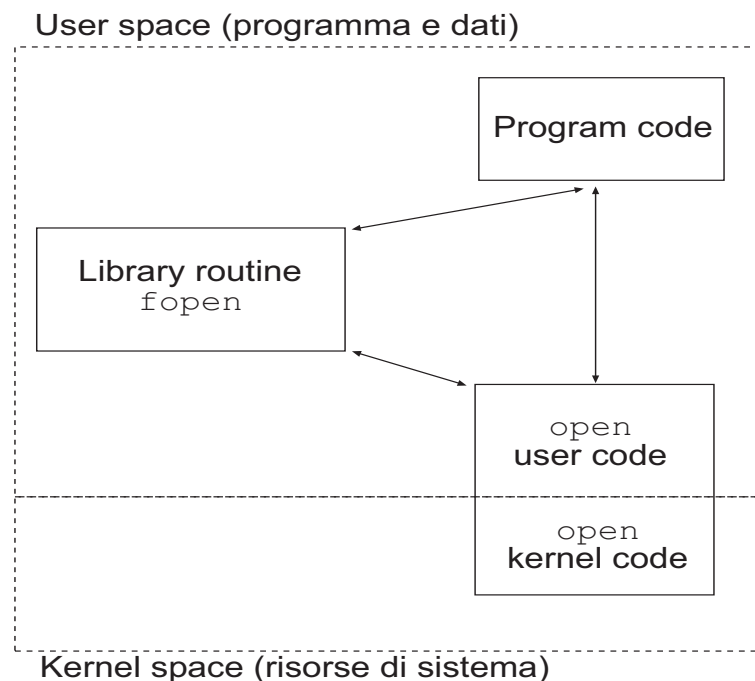 User space (programma e dati)
Program code
Library routine
fopen
open
user code
open
kernel code
Kernel space (risorse di sistema)